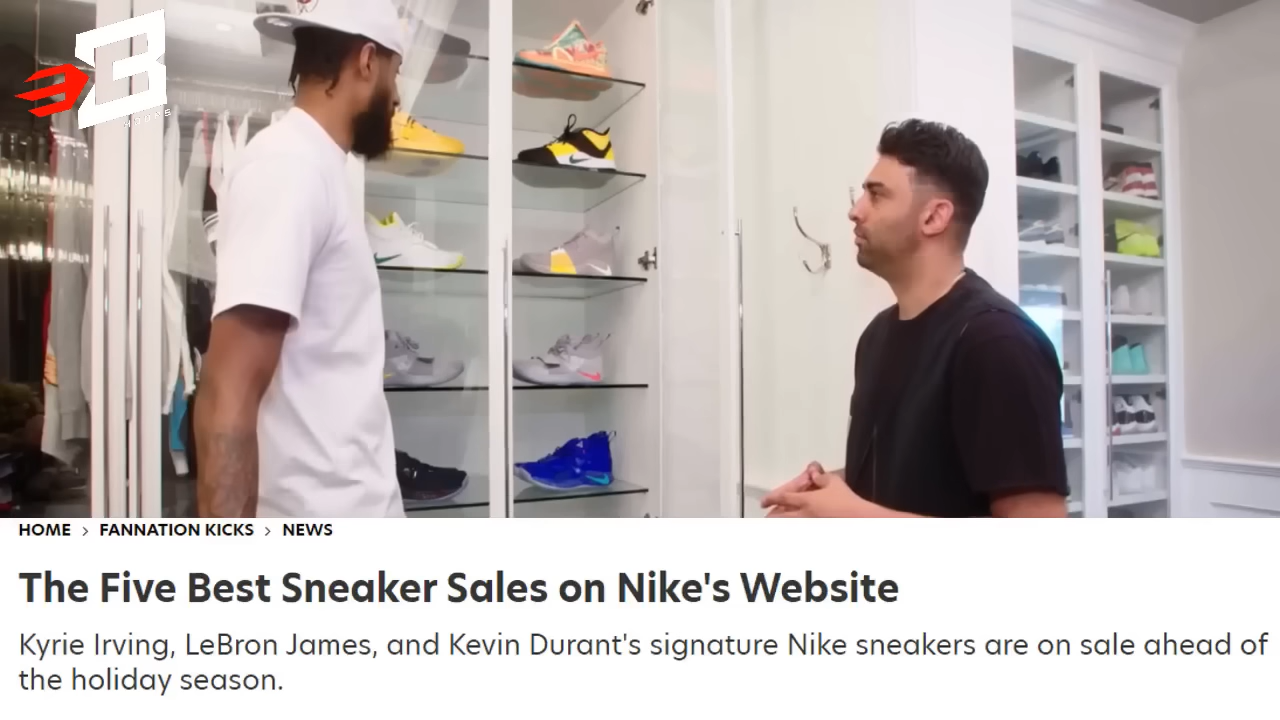 HOME > FANNATION KICKS > NEWS
The Five Best Sneaker Sales on Nike's Website
Kyrie Irving, LeBron James, and Kevin Durant's signature Nike sneakers are on sale ahead of
the holiday season.